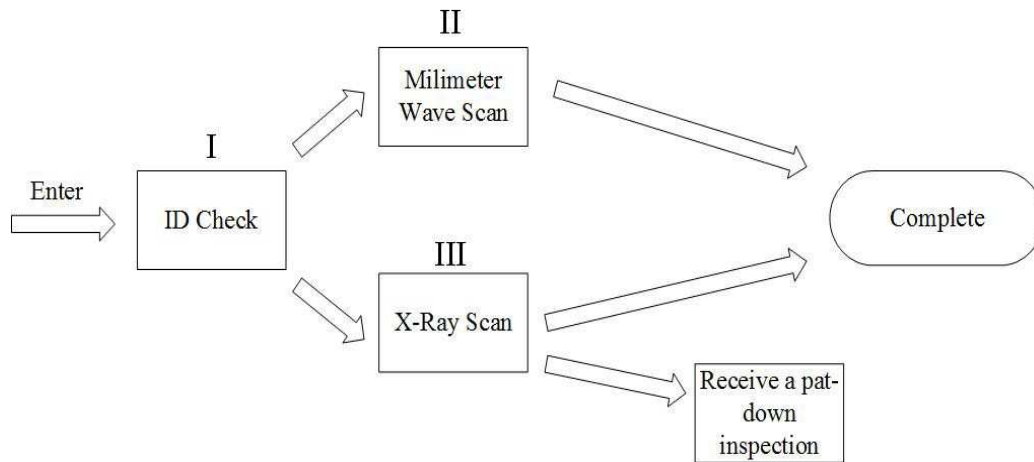 Enter
I
ID Check
II
Milimeter
Wave Scan
III
X-Ray Scan
Complete
Receive a pat-
down
inspection